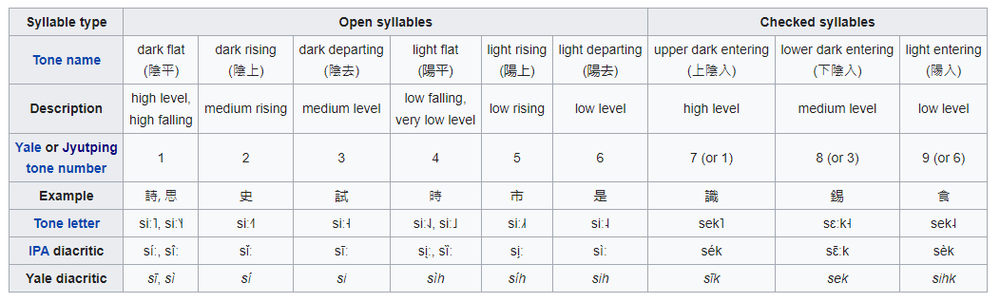 Syllable type Open syllables Checked syllables
Tone name dark flat (陰平) dark rising (陰上) dark departing (陰去) light flat (陽平) light rising (陽上) light departing (陽去) upper dark entering (上陰入) lower dark entering (下陰入) light entering (陽入)
Description high level, high falling medium rising medium level low falling, very low level low rising low level high level medium level low level
Yale or Jyutping tone number 1 2 3 4 5 6 7 (or 1) 8 (or 3) 9 (or 6)
Example 詩, 思 史 試 時 市 是 識 錫 食
Tone letter siː˥, siː˥˧ siː˧˥ siː˧ siː˨˩, siː˩ siː˩˧ siː˨ sek˥ sɛːk˧ sek˨
IPA diacritic síː, sîː sǐː sīː si̖ː, sı̏ː si̗ː sìː sék sɛ̄ːk sèk
Yale diacritic sī, sì sí si sìh síh sih sīk sek sihk